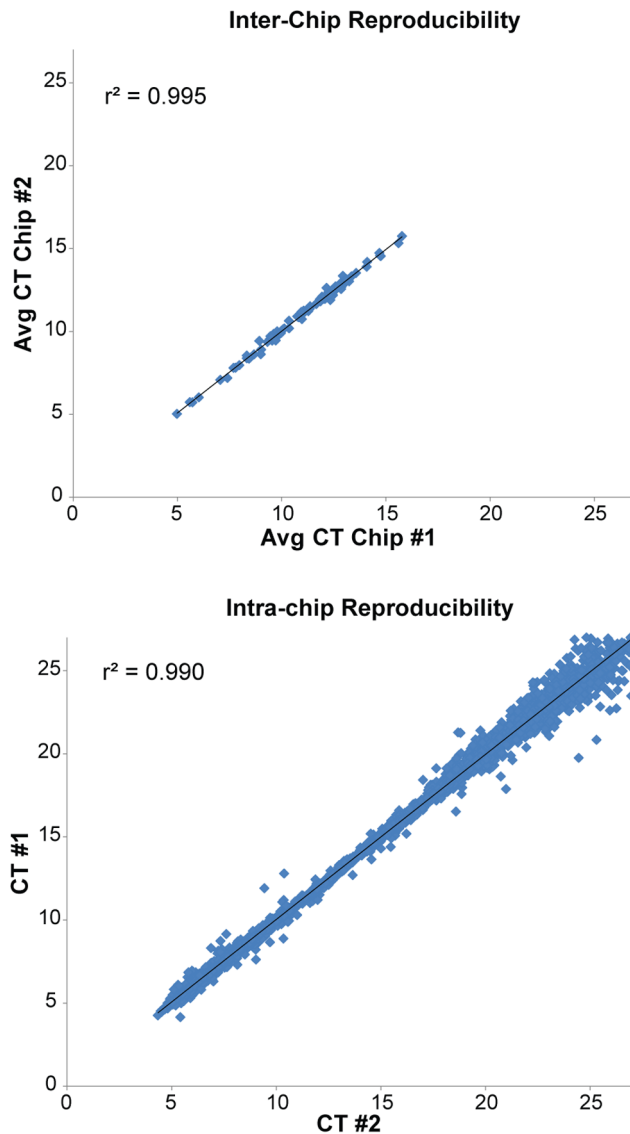 Inter-Chip Reproducibility
r² = 0.995
25
20
15
10
5
0
Avg CT Chip #2
0 5 10 15 20 25
Avg CT Chip #1
Intra-chip Reproducibility
r² = 0.990
25
20
15
10
5
0
CT #1
0 5 10 15 20 25
CT #2